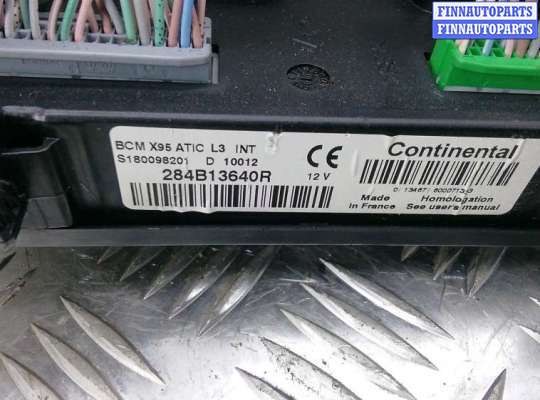 FINNAUTOPARTS
FINNAUTOPARTS
BCM X95 ATIC L3 INT
S180098201 D 10012
284B13640R
CE
12 V
Continental
Made
in France
Homologation
See user's manual